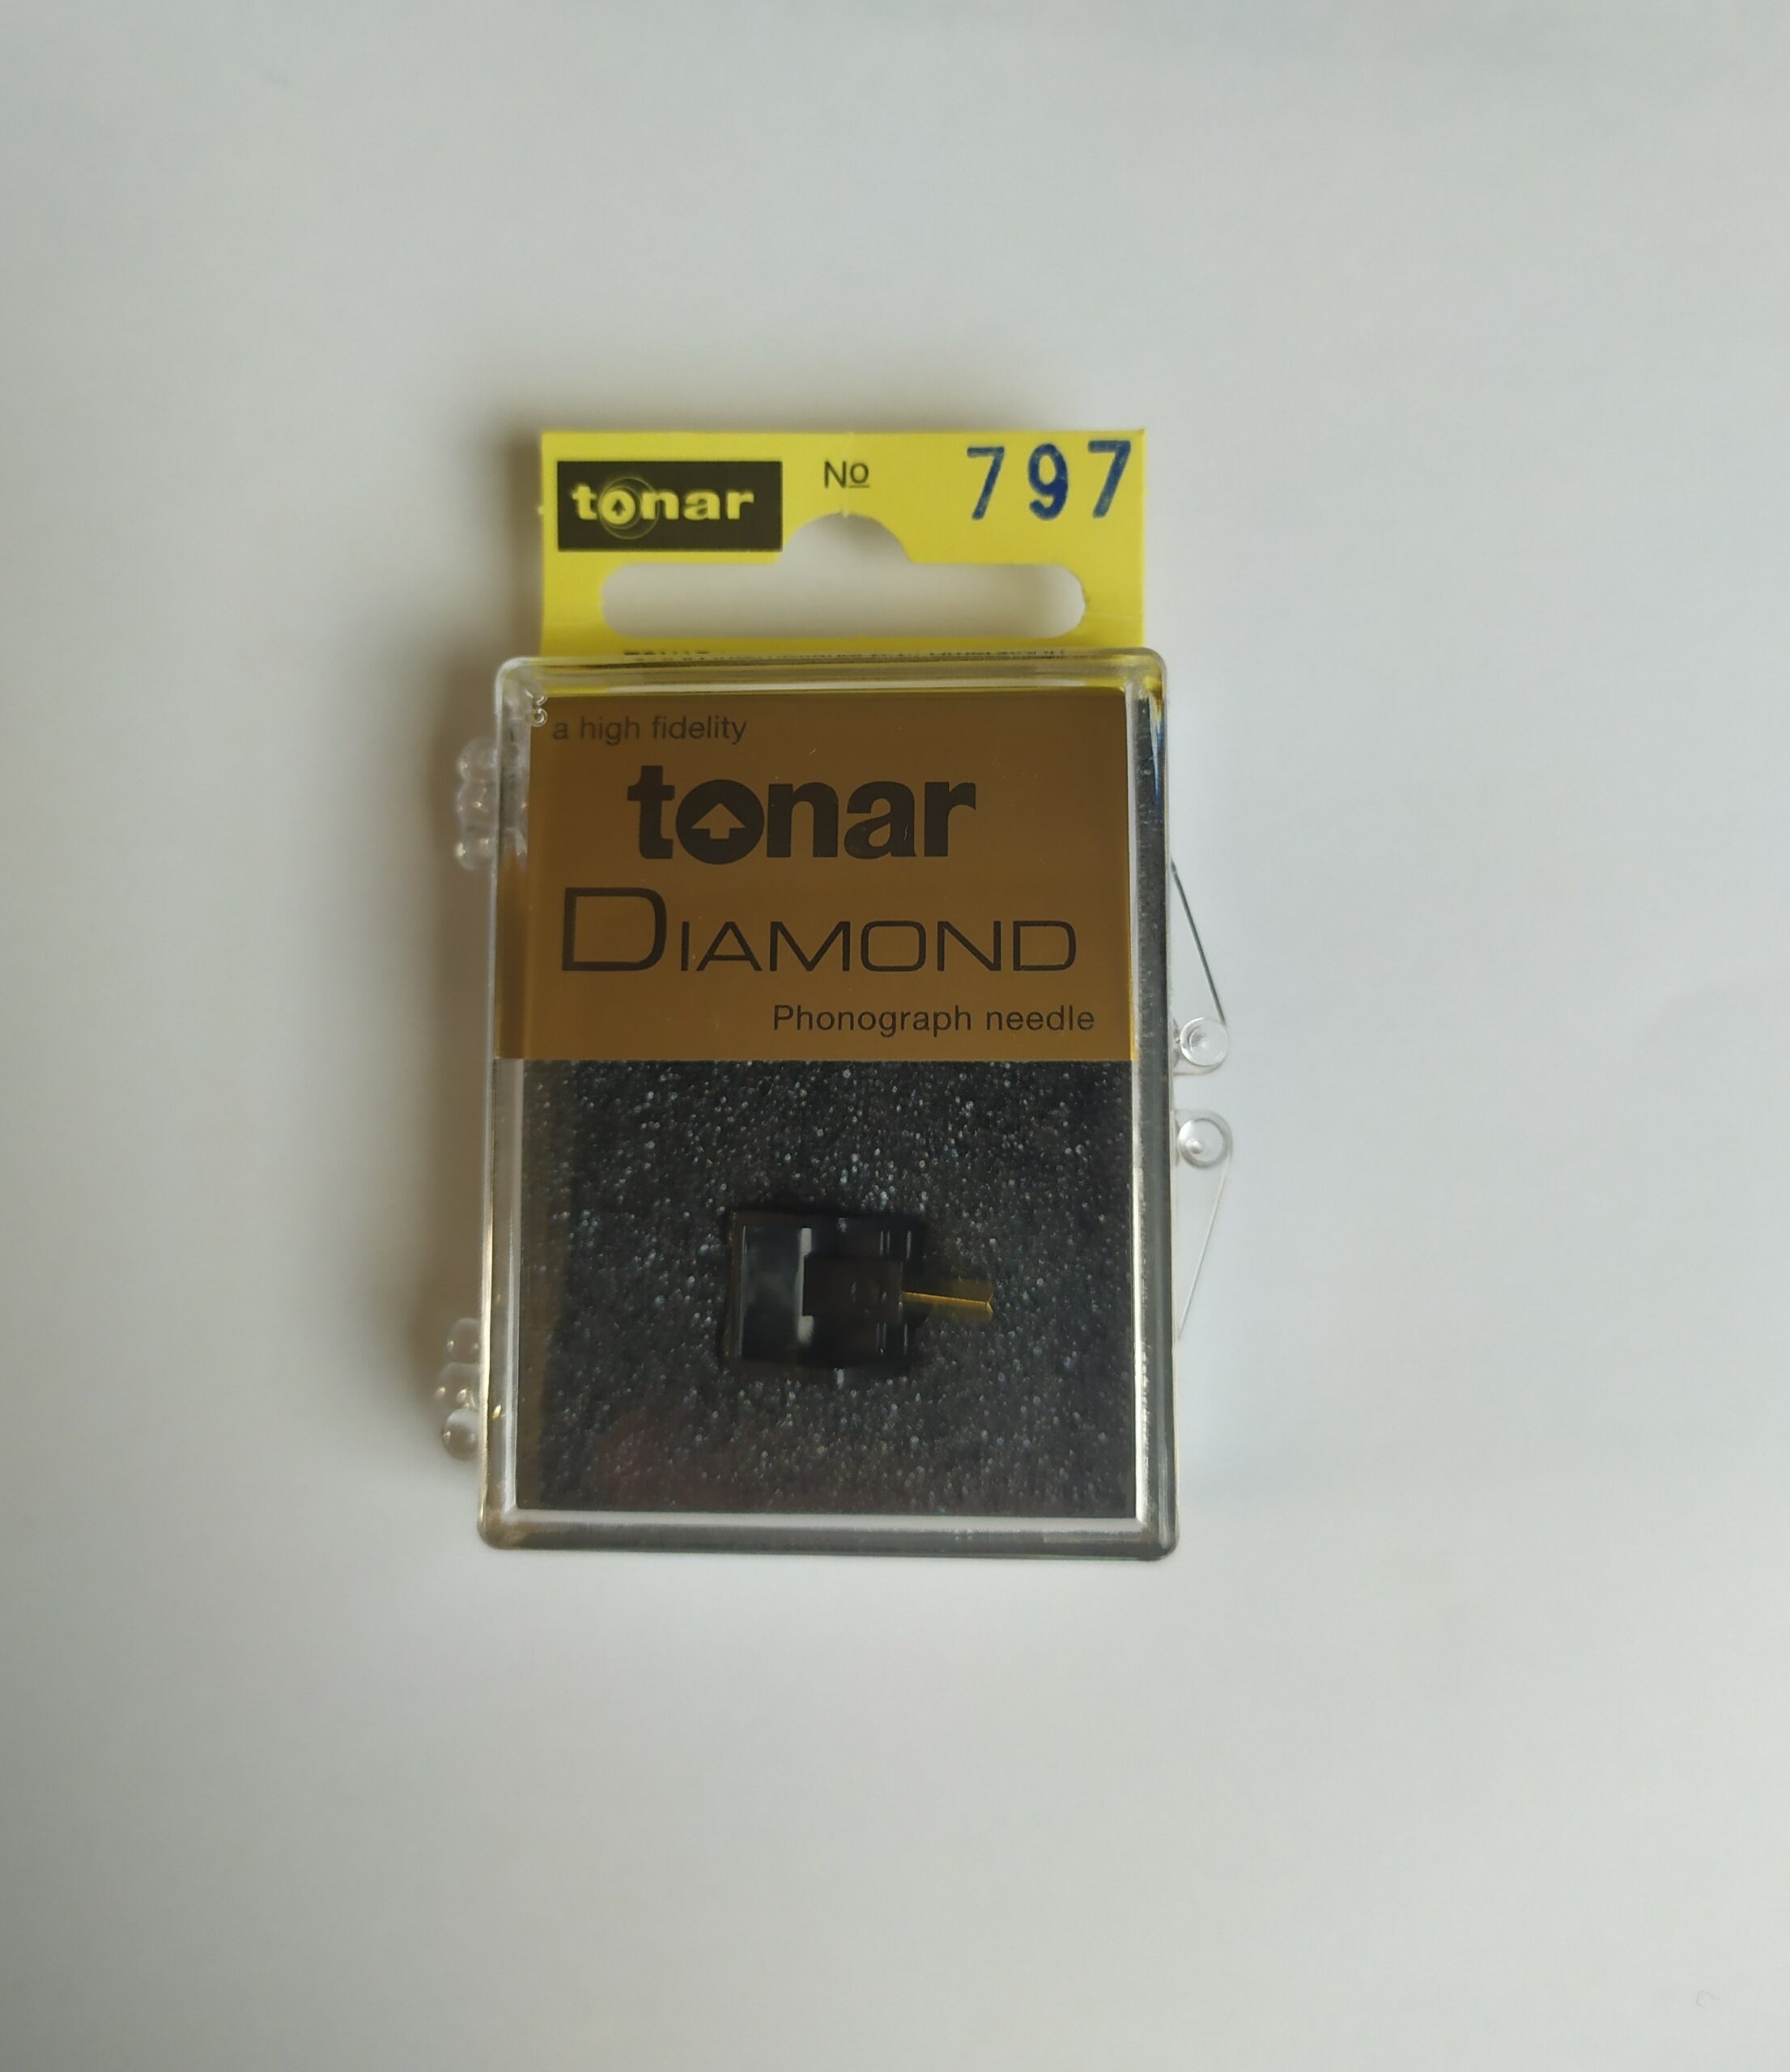 tonar No 797
a high fidelity
tonar
DIAMOND
Phonograph needle